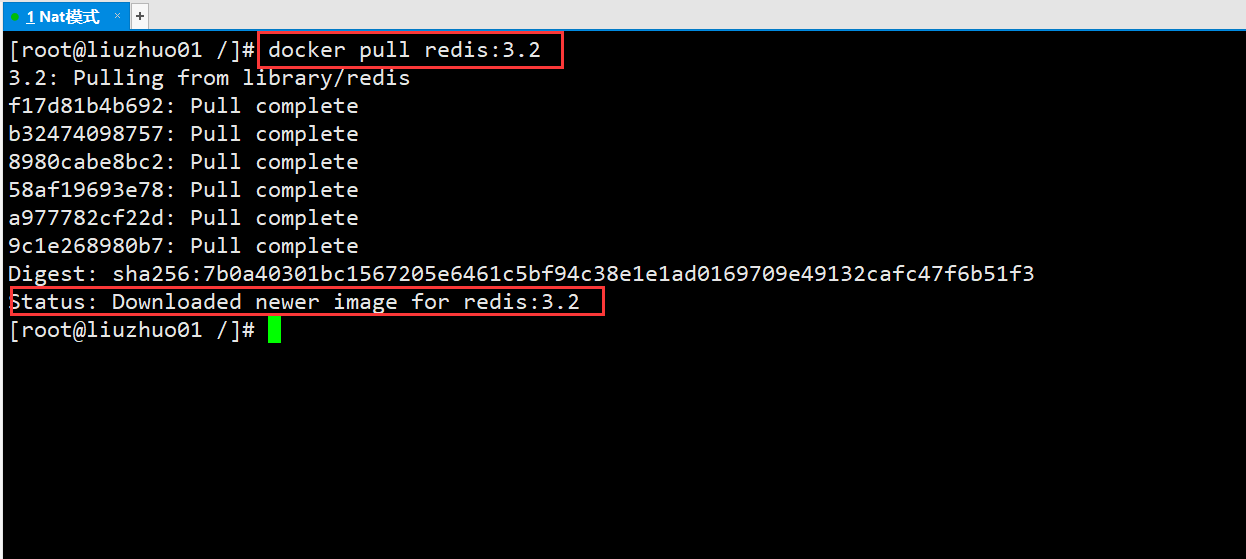 1 Nat模式 × +
[root@liuzhuo01 /]# docker pull redis:3.2
3.2: Pulling from library/redis
f17d81b4b692: Pull complete
b32474098757: Pull complete
8980cabe8bc2: Pull complete
58af19693e78: Pull complete
a977782cf22d: Pull complete
9c1e268980b7: Pull complete
Digest: sha256:7b0a40301bc1567205e6461c5bf94c38e1e1ad0169709e49132cafc47f6b51f3
Status: Downloaded newer image for redis:3.2
[root@liuzhuo01 /]#